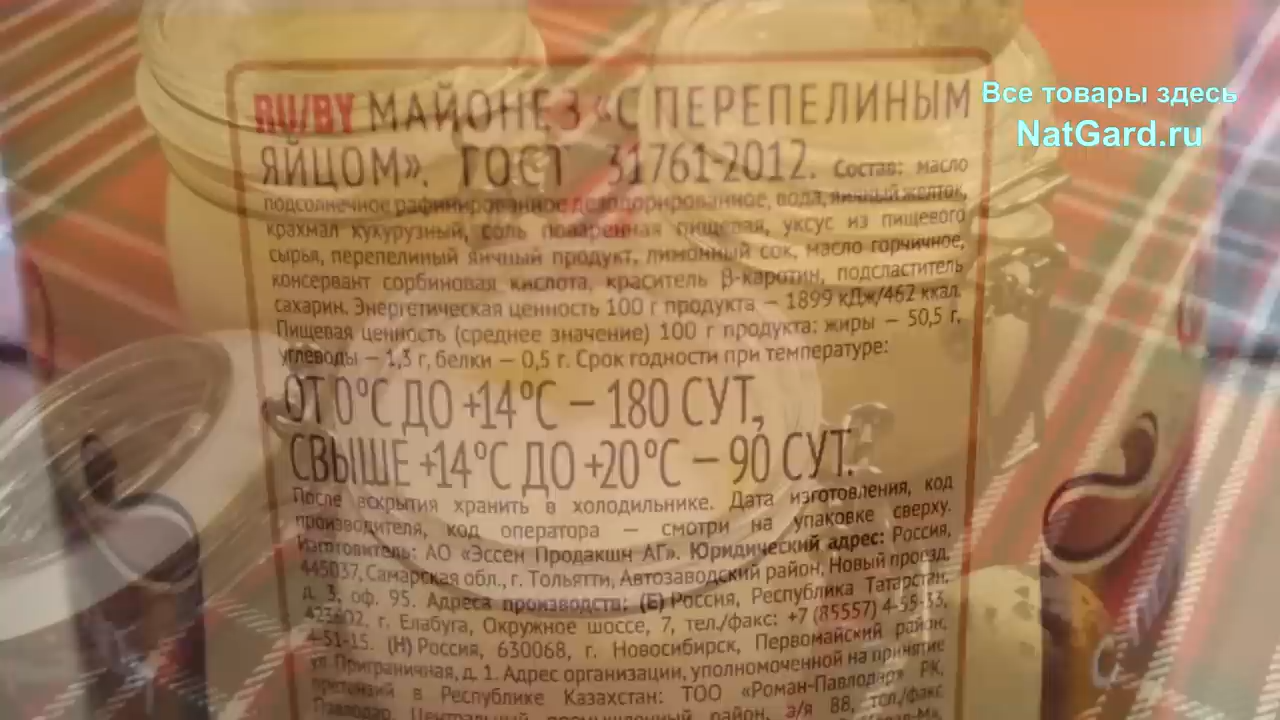 Все товары здесь
NatGard.ru
RU/BY МАЙОНЕЗ «С ПЕРЕПЕЛИНЫМ
ЯЙЦОМ». ГОСТ 31761-2012. Состав: масло
подсолнечное рафинированное дезодорированное, вода, яичный желток,
крахмал кукурузный, соль поваренная пищевая, уксус из пищевого
сырья, перепелиный яичный продукт, лимонный сок, масло горчичное,
консервант сорбиновая кислота, краситель β-каротин, подсластитель
сахарин. Энергетическая ценность 100 г продукта — 1899 кДж/462 ккал.
Пищевая ценность (среднее значение) 100 г продукта: жиры — 50,5 г,
углеводы — 1,3 г, белки — 0,5 г. Срок годности при температуре:
ОТ 0°С ДО +14°С — 180 СУТ,
СВЫШЕ +14°С ДО +20°С — 90 СУТ.
После вскрытия хранить в холодильнике. Дата изготовления, код
производителя, код оператора — смотри на упаковке сверху.
Изготовитель: АО «Эссен Продакшн АГ». Юридический адрес: Россия,
445037, Самарская обл., г. Тольятти, Автозаводский район, Новый проезд,
д. 3, оф. 95. Адреса производств: (Е) Россия, Республика Татарстан,
423602, г. Елабуга, Окружное шоссе, 7, тел./факс: +7 (85557) 4-55-33,
4-51-15. (Н) Россия, 630068, г. Новосибирск, Первомайский район,
ул. Приграничная, д. 1. Адрес организации, уполномоченной на принятие
претензий в Республике Казахстан: ТОО «Роман-Павлодар» РК,
Павлодар, Центральный промышленный район, а/я 88, тел./факс